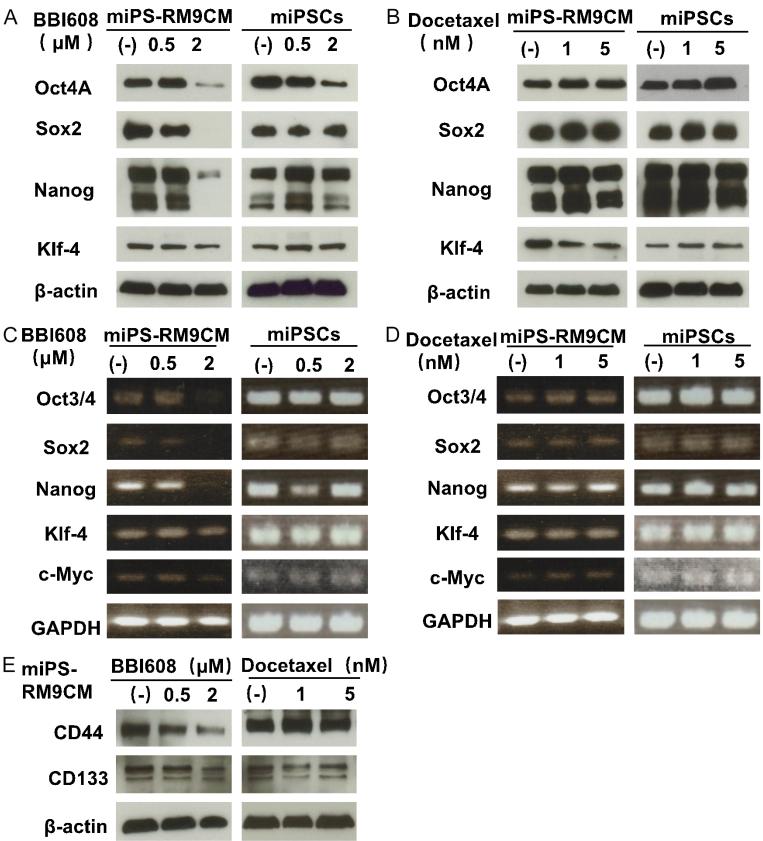 A BBI608 miPS-RM9CM miPSCs
( μM) (-) 0.5 2 (-) 0.5 2
Oct4A
Sox2
Nanog
Klf-4
β-actin
B Docetaxel miPS-RM9CM miPSCs
( nM) (-) 1 5 (-) 1 5
Oct4A
Sox2
Nanog
Klf-4
β-actin
C BBI608 miPS-RM9CM miPSCs
(μM) (-) 0.5 2 (-) 0.5 2
Oct3/4
Sox2
Nanog
Klf-4
c-Myc
GAPDH
D Docetaxel miPS-RM9CM miPSCs
(nM) (-) 1 5 (-) 1 5
Oct3/4
Sox2
Nanog
Klf-4
c-Myc
GAPDH
E miPS- BBI608 (μM) Docetaxel (nM)
RM9CM (-) 0.5 2 (-) 1 5
CD44
CD133
β-actin